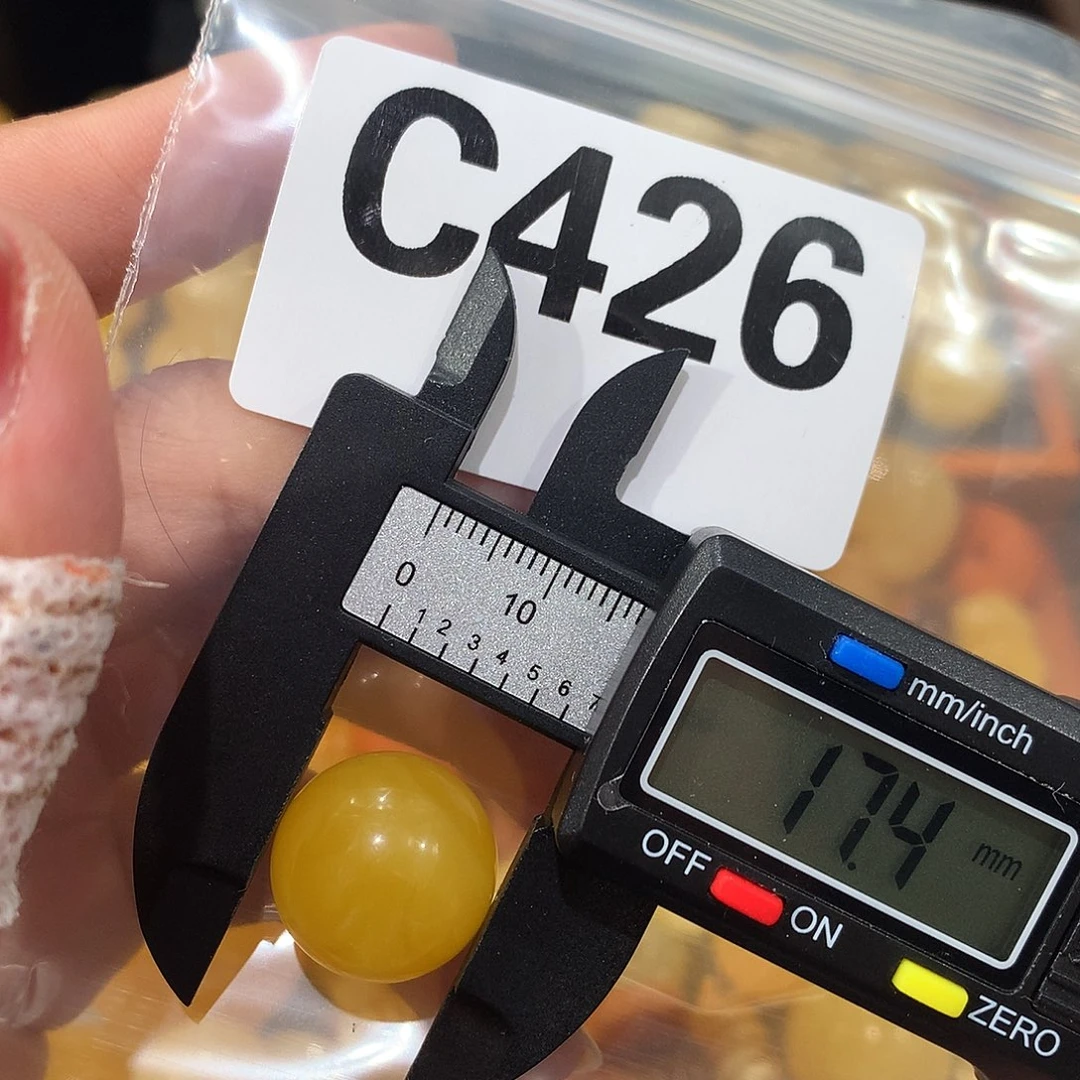 C426
0 10
1 2 3 4 5 6 7
mm/inch
17.4 mm
OFF ON
ZERO